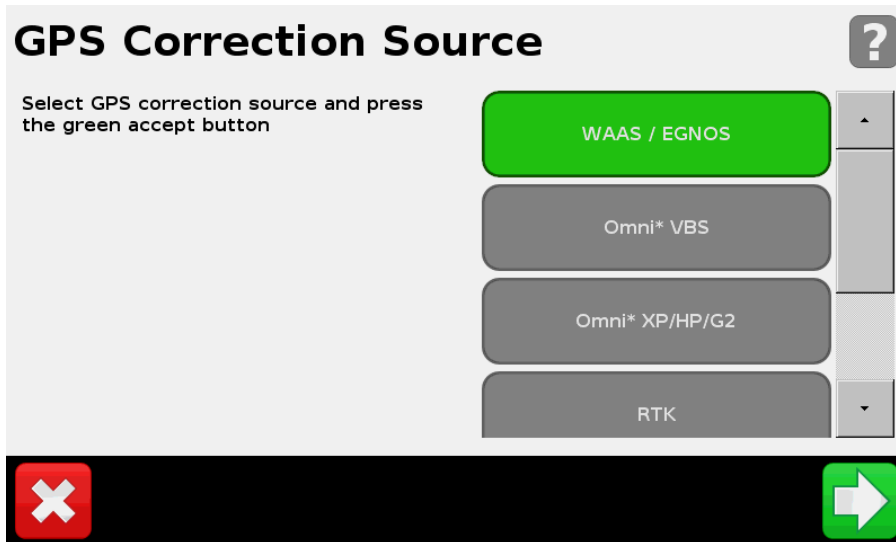 GPS Correction Source
?
Select GPS correction source and press
the green accept button
WAAS / EGNOS
Omni* VBS
Omni* XP/HP/G2
RTK